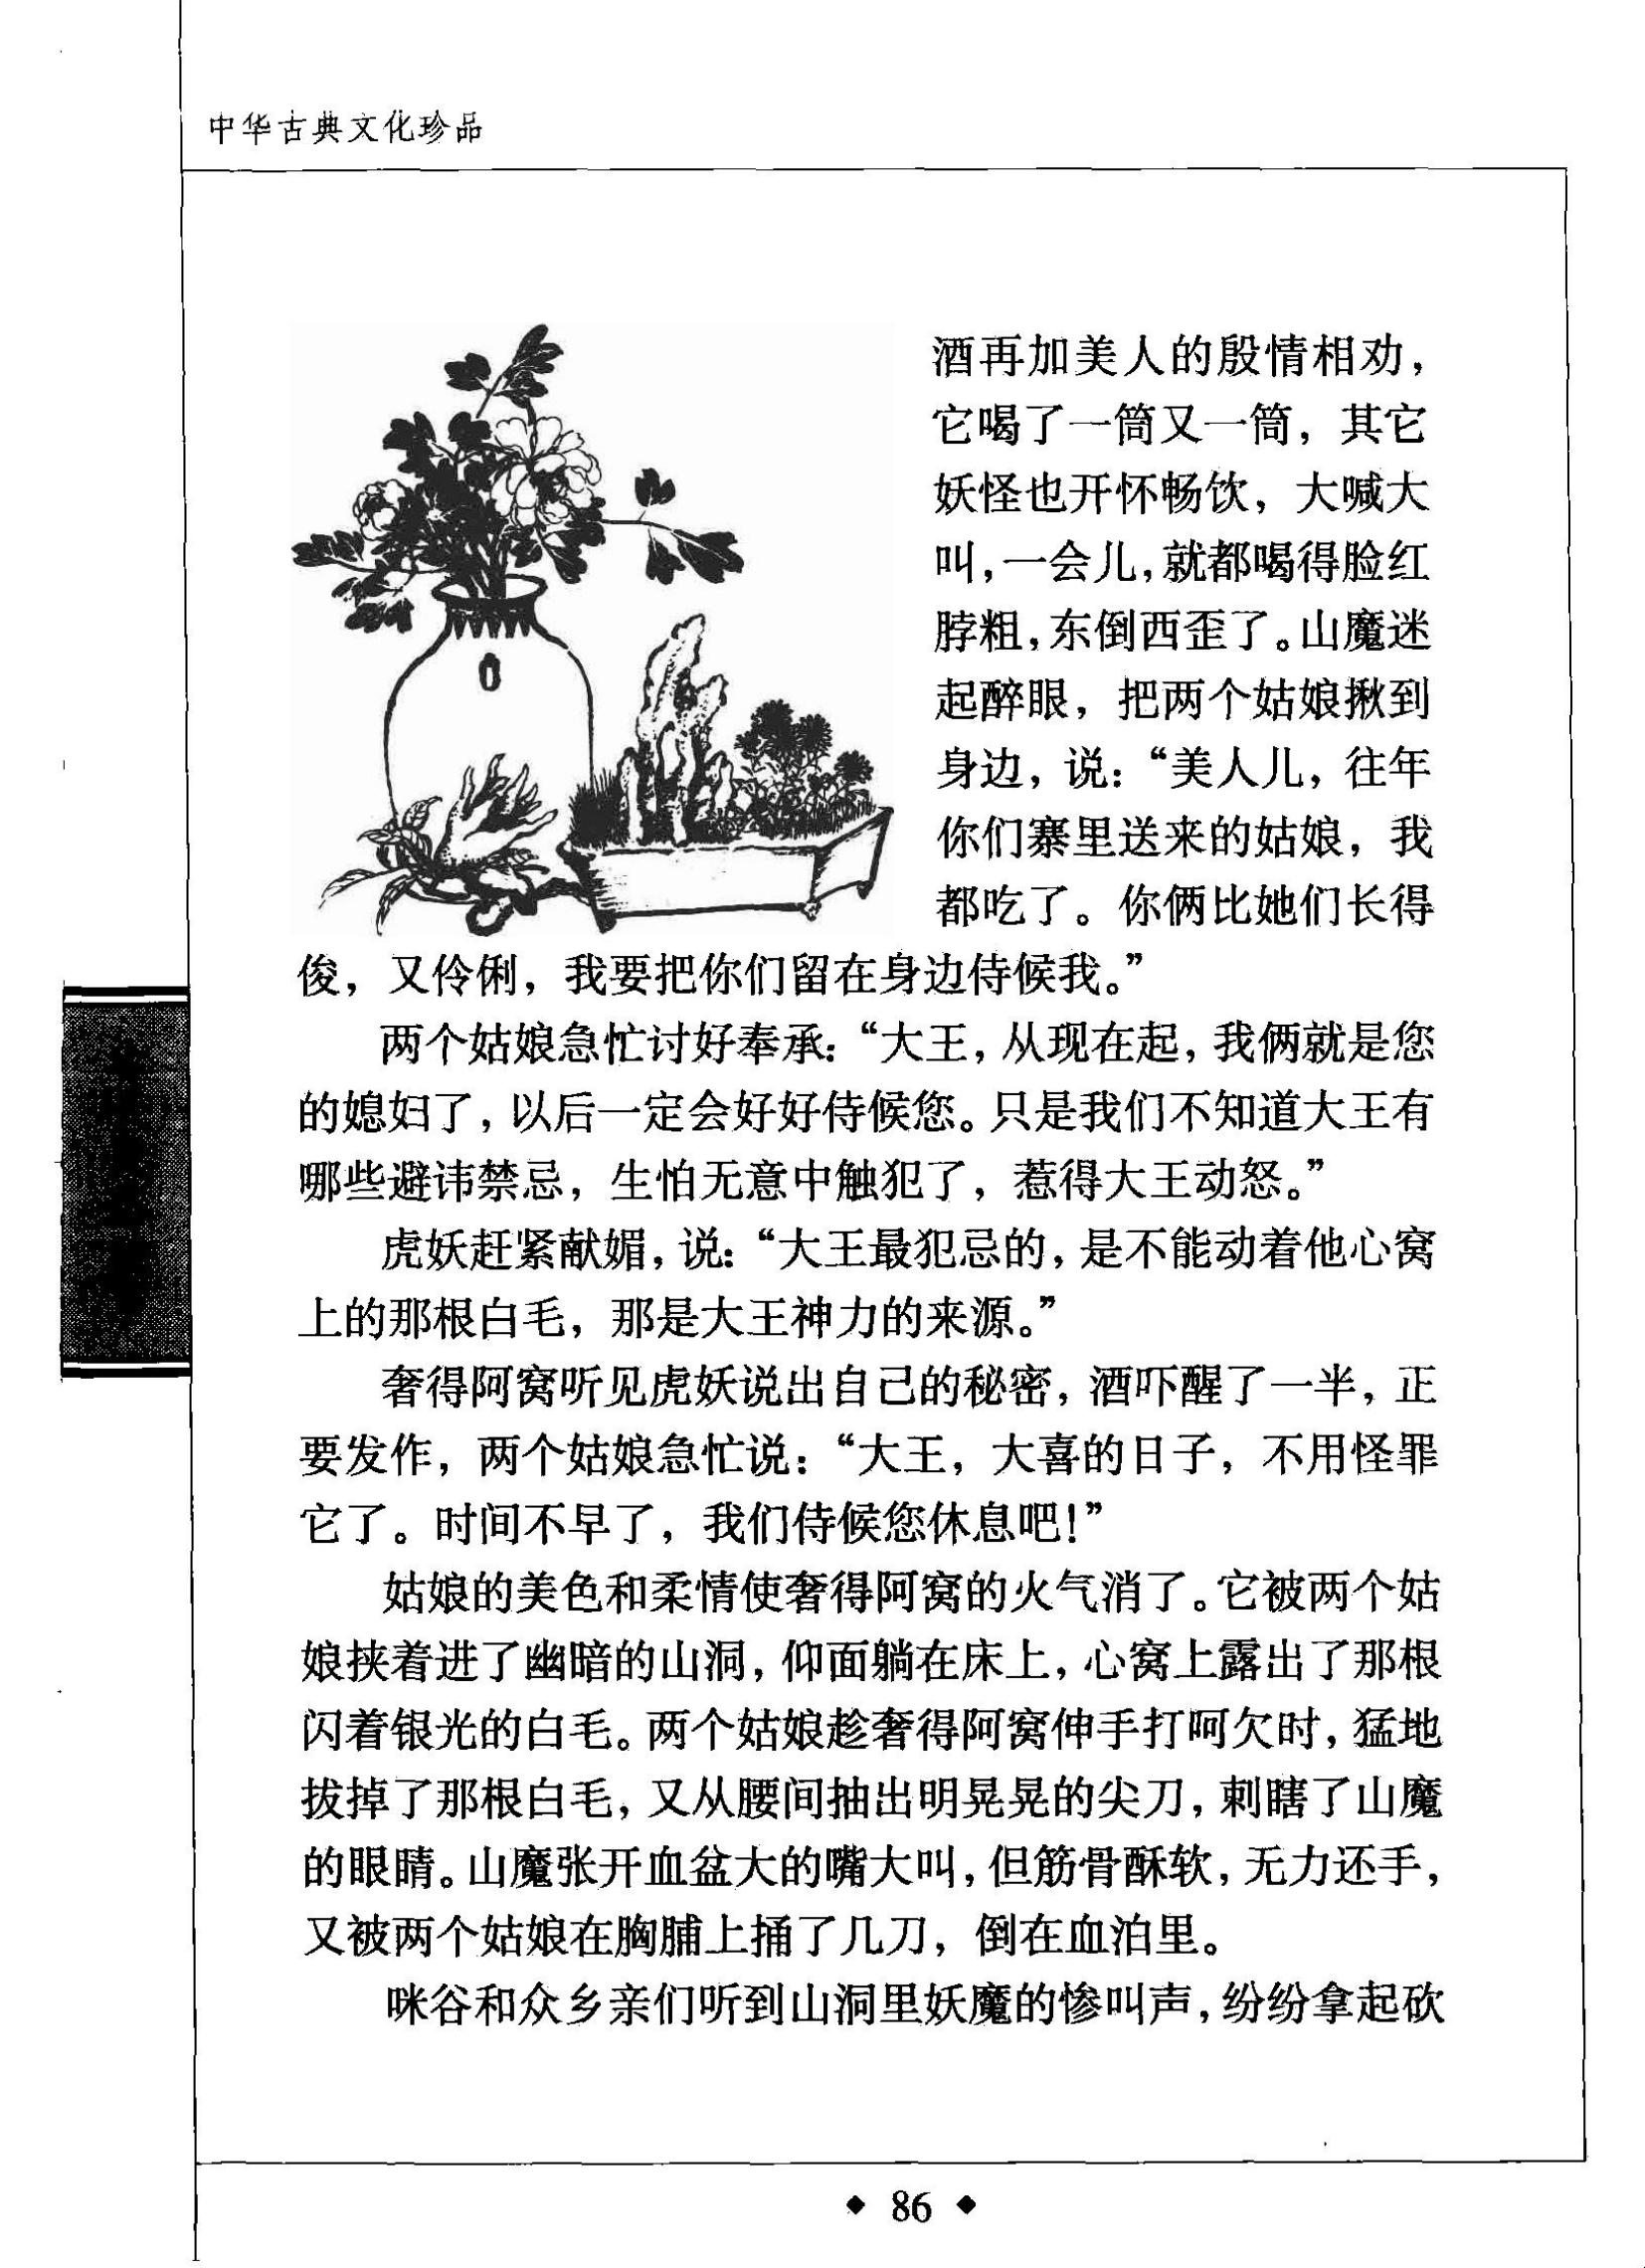 中华古典文化珍品
酒再加美人的殷情相劝，
它喝了一筒又一筒，其它
妖怪也开怀畅饮，大喊大
叫，一会儿，就都喝得脸红
脖粗，东倒西歪了。山魔迷
起醉眼，把两个姑娘揪到
身边，说：“美人儿，往年
你们寨里送来的姑娘，我
都吃了。你俩比她们长得
俊，又伶俐，我要把你们留在身边侍候我。”
两个姑娘急忙讨好奉承：“大王，从现在起，我俩就是您
的媳妇了，以后一定会好好侍候您。只是我们不知道大王有
哪些避讳禁忌，生怕无意中触犯了，惹得大王动怒。”
虎妖赶紧献媚，说：“大王最犯忌的，是不能动着他心窝
上的那根白毛，那是大王神力的来源。”
奢得阿窝听见虎妖说出自己的秘密，酒吓醒了一半，正
要发作，两个姑娘急忙说：“大王，大喜的日子，不用怪罪
它了。时间不早了，我们侍候您休息吧！”
姑娘的美色和柔情使奢得阿窝的火气消了。它被两个姑
娘挟着进了幽暗的山洞，仰面躺在床上，心窝上露出了那根
闪着银光的白毛。两个姑娘趁奢得阿窝伸手打呵欠时，猛地
拔掉了那根白毛，又从腰间抽出明晃晃的尖刀，刺瞎了山魔
的眼睛。山魔张开血盆大的嘴大叫，但筋骨酥软，无力还手，
又被两个姑娘在胸脯上捅了几刀，倒在血泊里。
咪谷和众乡亲们听到山洞里妖魔的惨叫声，纷纷拿起砍
◆ 86 ◆